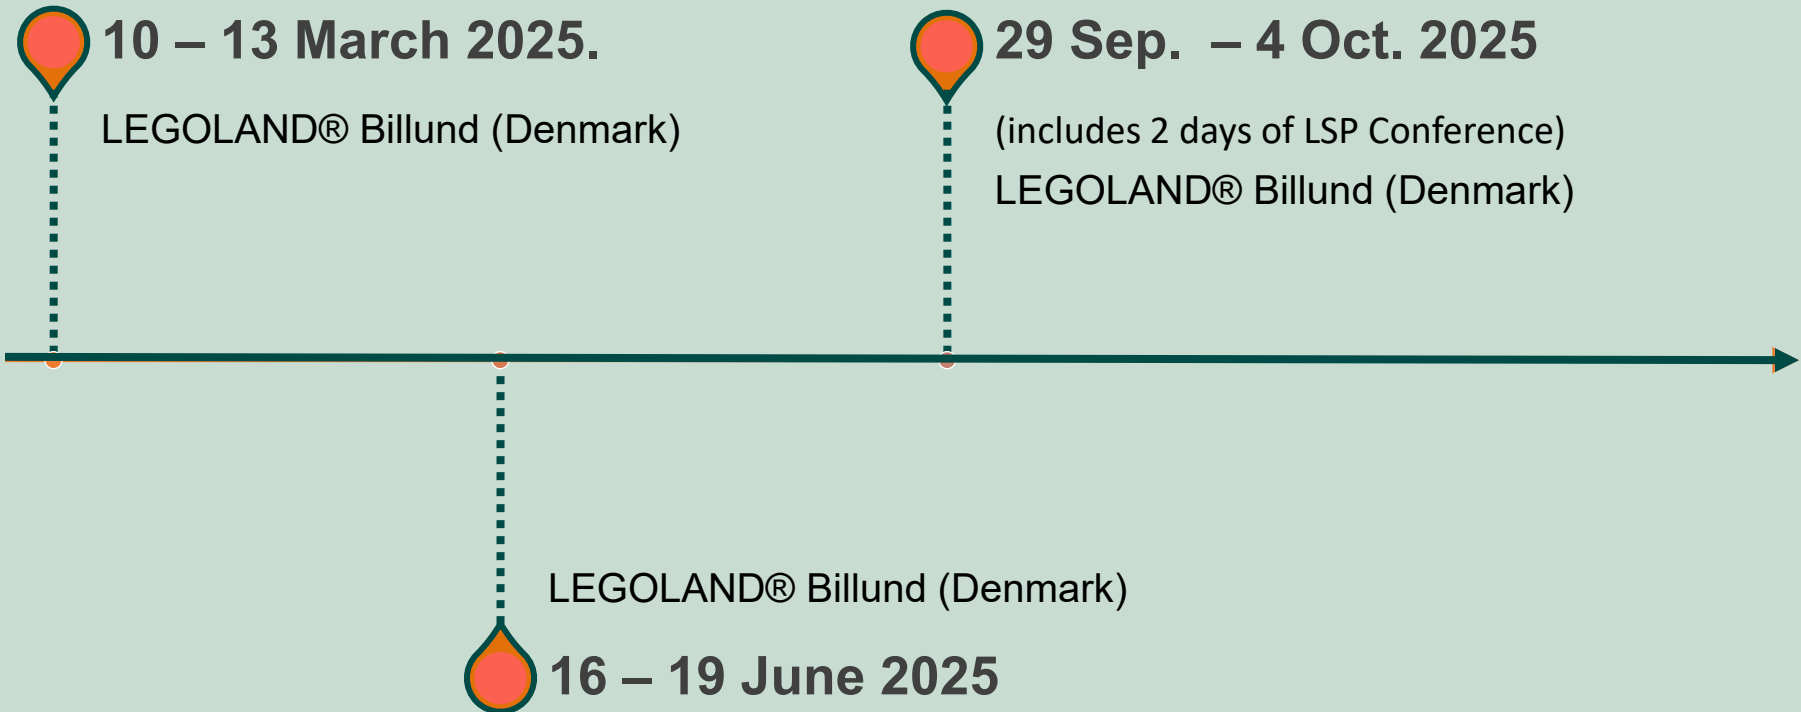 10 – 13 March 2025.
LEGOLAND® Billund (Denmark)
29 Sep. – 4 Oct. 2025
(includes 2 days of LSP Conference)
LEGOLAND® Billund (Denmark)
LEGOLAND® Billund (Denmark)
16 – 19 June 2025